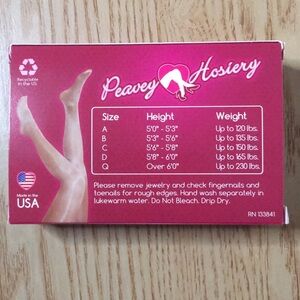 Recyclable
in the US
Peavey Hosiery
Size Height Weight
A 5'0" - 5'3" Up to 120 lbs.
B 5'3" - 5'6" Up to 135 lbs.
C 5'6" - 5'8" Up to 150 lbs.
D 5'8" - 6'0" Up to 165 lbs.
Q Over 6'0" Up to 230 lbs.
Made in the
USA
Please remove jewelry and check fingernails and
toenails for rough edges. Hand wash separately in
lukewarm water. Do Not Bleach. Drip Dry.
RN 133841